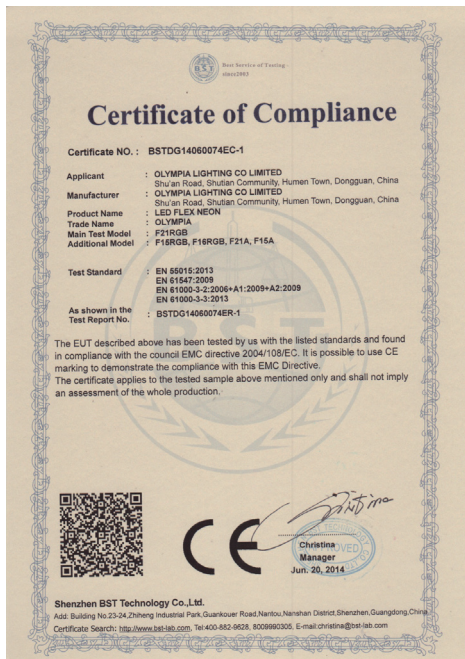 BST
Best Service of Testing
since2003
Certificate of Compliance
Certificate NO. : BSTDG14060074EC-1
Applicant : OLYMPIA LIGHTING CO LIMITED
Shu'an Road, Shutian Community, Humen Town, Dongguan, China
Manufacturer : OLYMPIA LIGHTING CO LIMITED
Shu'an Road, Shutian Community, Humen Town, Dongguan, China
Product Name : LED FLEX NEON
Trade Name : OLYMPIA
Main Test Model : F21RGB
Additional Model : F15RGB, F16RGB, F21A, F15A
Test Standard : EN 55015:2013
EN 61547:2009
EN 61000-3-2:2006+A1:2009+A2:2009
EN 61000-3-3:2013
As shown in the
Test Report No. : BSTDG14060074ER-1
The EUT described above has been tested by us with the listed standards and found
in compliance with the council EMC directive 2004/108/EC. It is possible to use CE
marking to demonstrate the compliance with this EMC Directive.
The certificate applies to the tested sample above mentioned only and shall not imply
an assessment of the whole production.
CE
Christina
Manager
Jun. 20, 2014
Shenzhen BST Technology Co.,Ltd.
Add: Building No.23-24,Zhiheng Industrial Park,Guankouer Road,Nantou,Nanshan District,Shenzhen,Guangdong,China
Certificate Search: http://www.bst-lab.com, Tel:400-882-9628, 8009990305, E-mail:christina@bst-lab.com